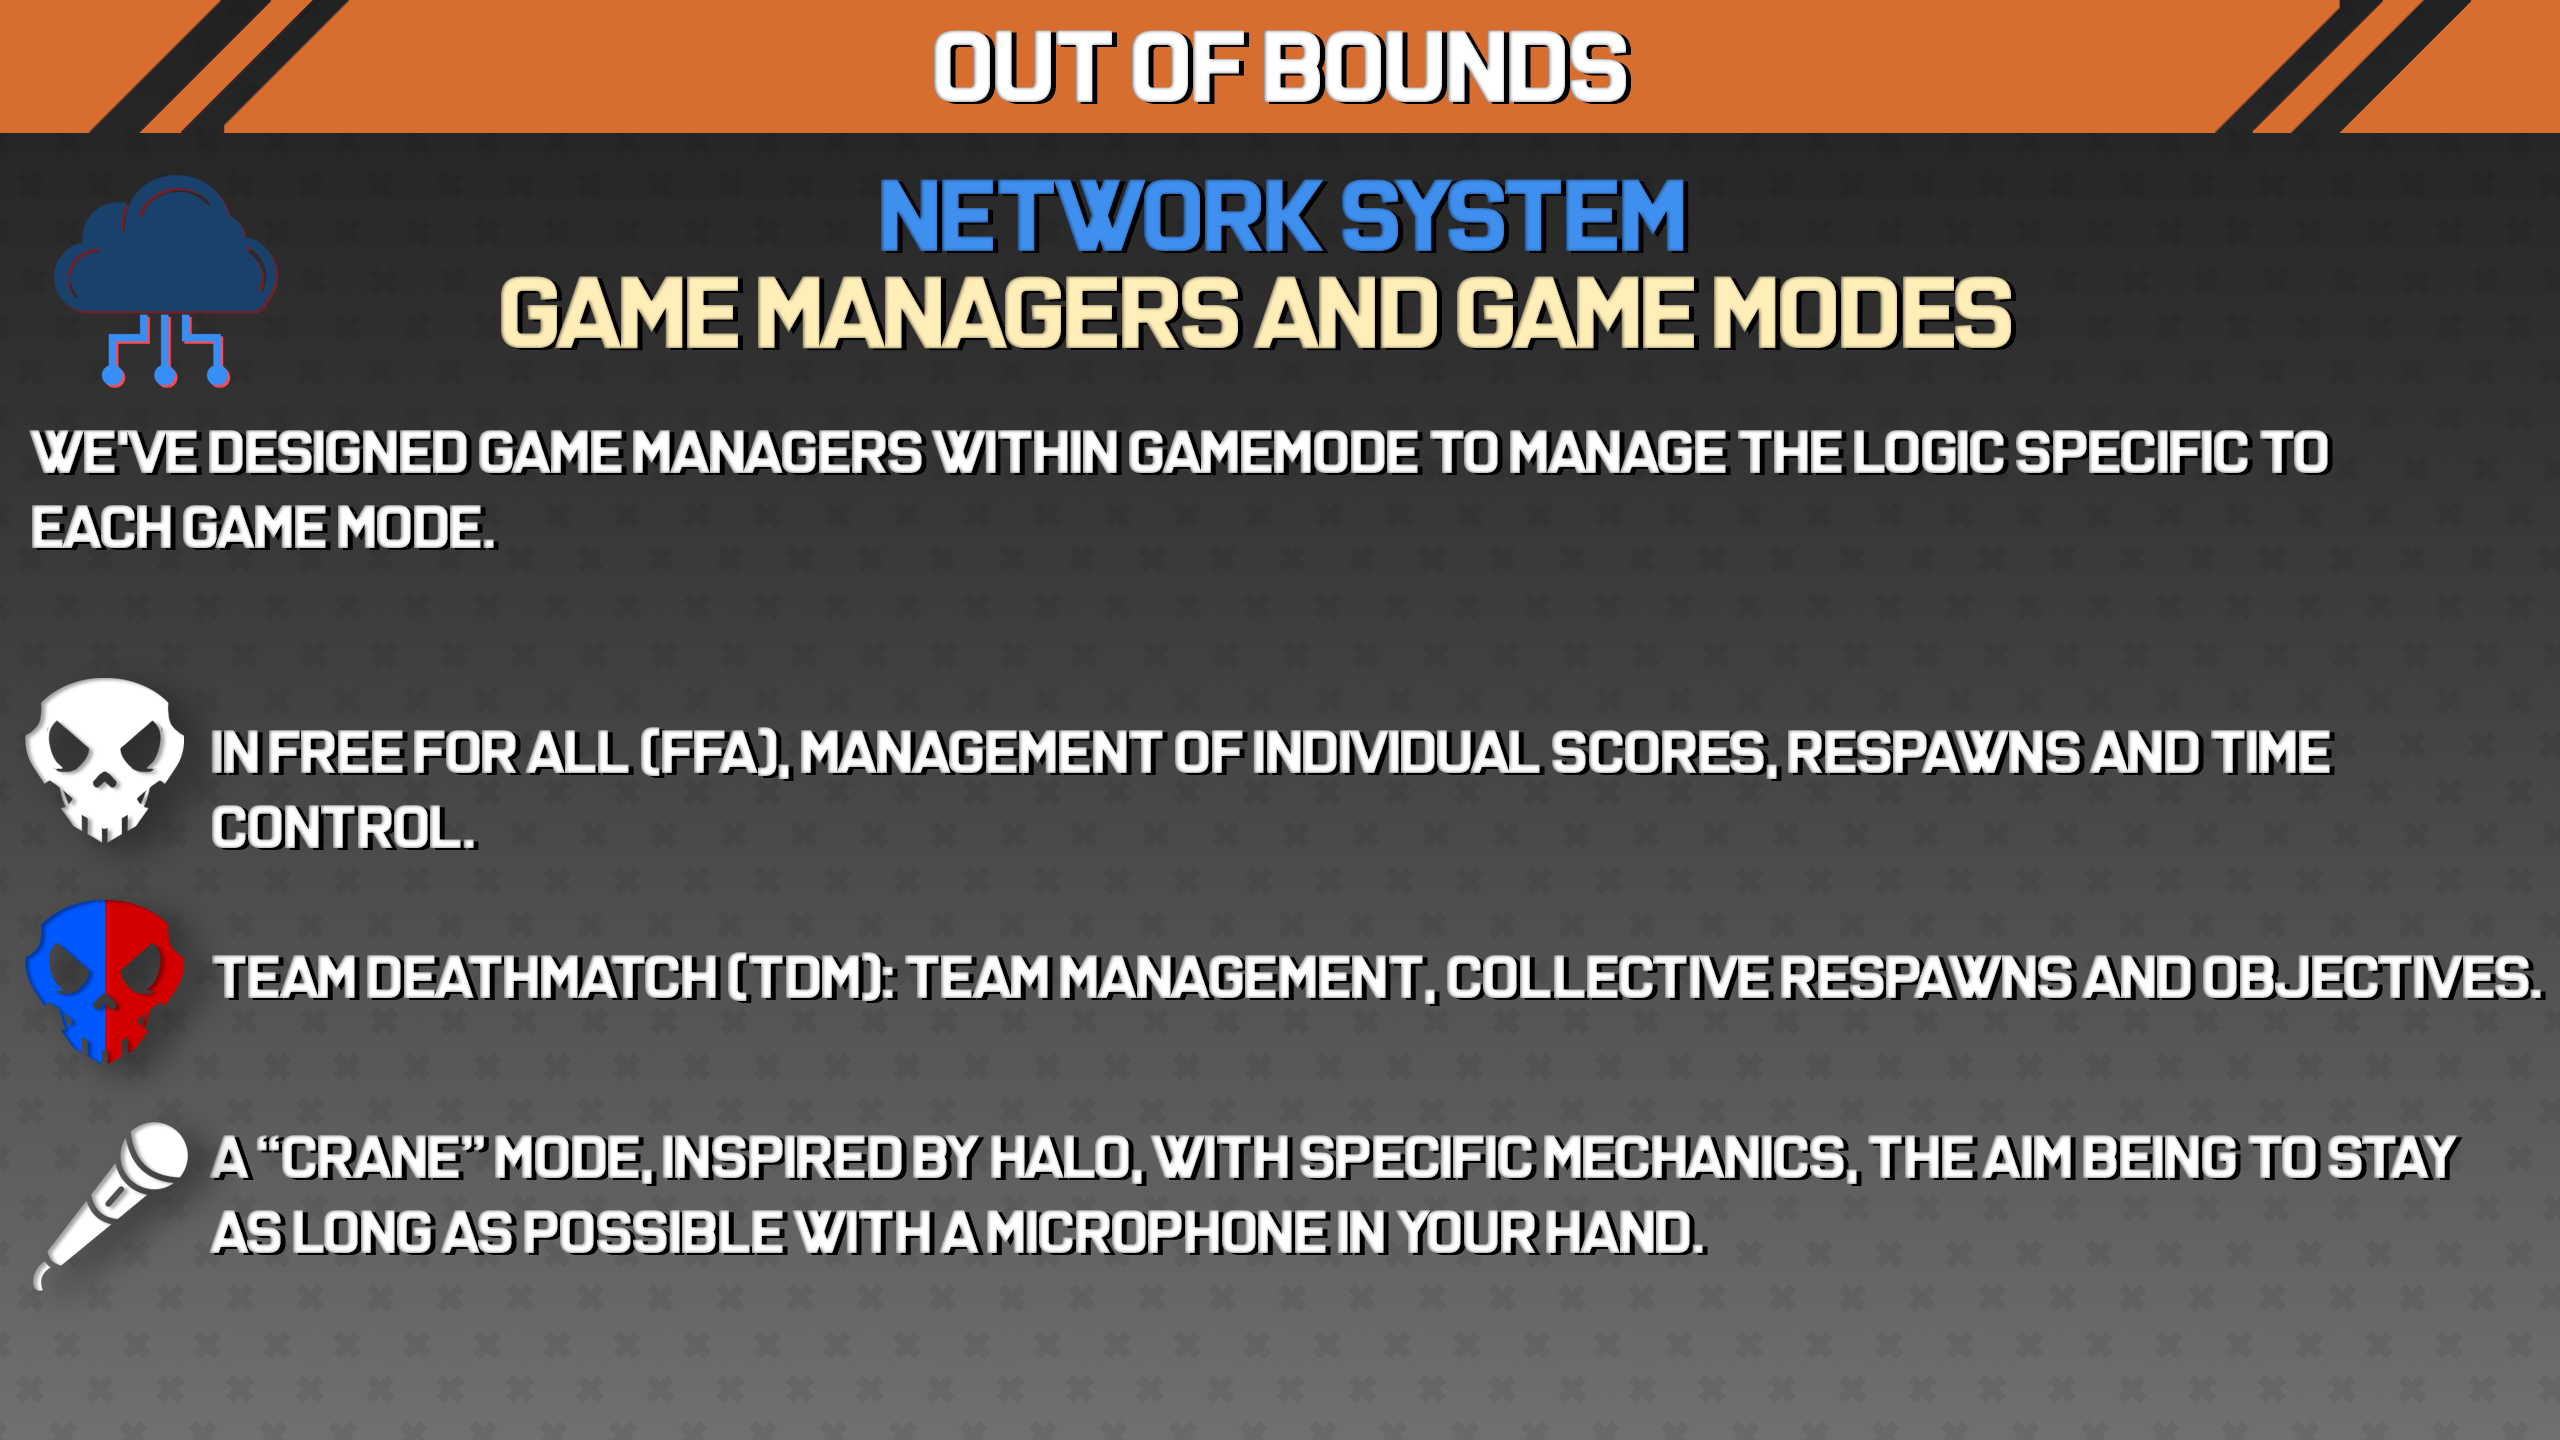 OUT OF BOUNDS
NETWORK SYSTEM
GAME MANAGERS AND GAME MODES
WE'VE DESIGNED GAME MANAGERS WITHIN GAMEMODE TO MANAGE THE LOGIC SPECIFIC TO
EACH GAME MODE.
IN FREE FOR ALL (FFA), MANAGEMENT OF INDIVIDUAL SCORES, RESPAWNS AND TIME
CONTROL.
TEAM DEATHMATCH (TDM): TEAM MANAGEMENT, COLLECTIVE RESPAWNS AND OBJECTIVES.
A “CRANE” MODE, INSPIRED BY HALO, WITH SPECIFIC MECHANICS, THE AIM BEING TO STAY
AS LONG AS POSSIBLE WITH A MICROPHONE IN YOUR HAND.